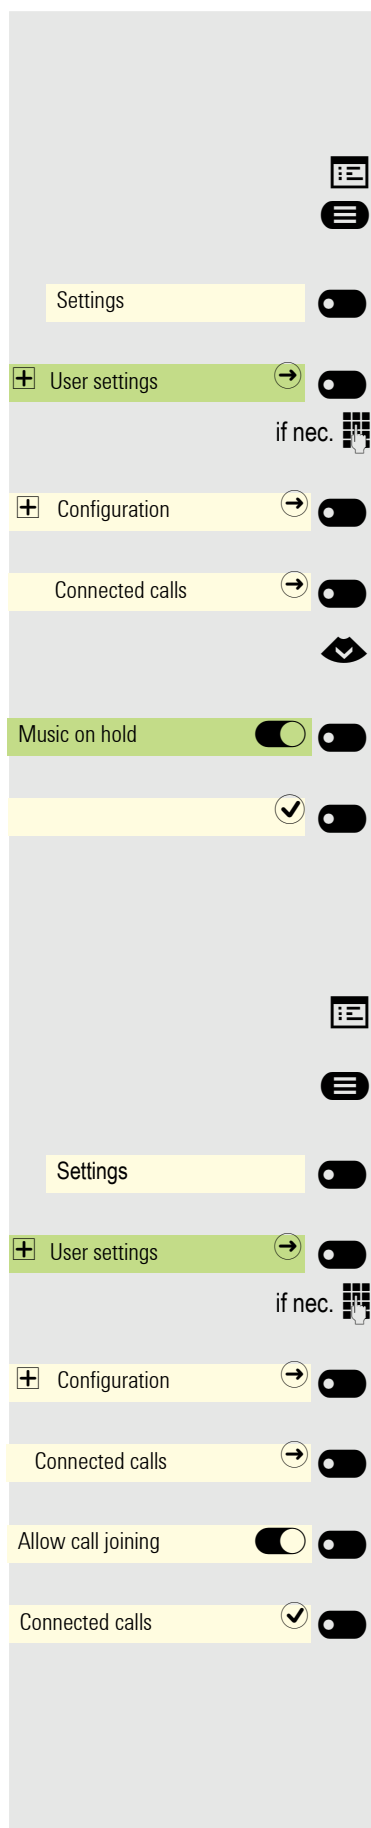 Settings
User settings
if nec.
Configuration
Connected calls
Music on hold
Settings
User settings
if nec.
Configuration
Connected calls
Allow call joining
Connected calls